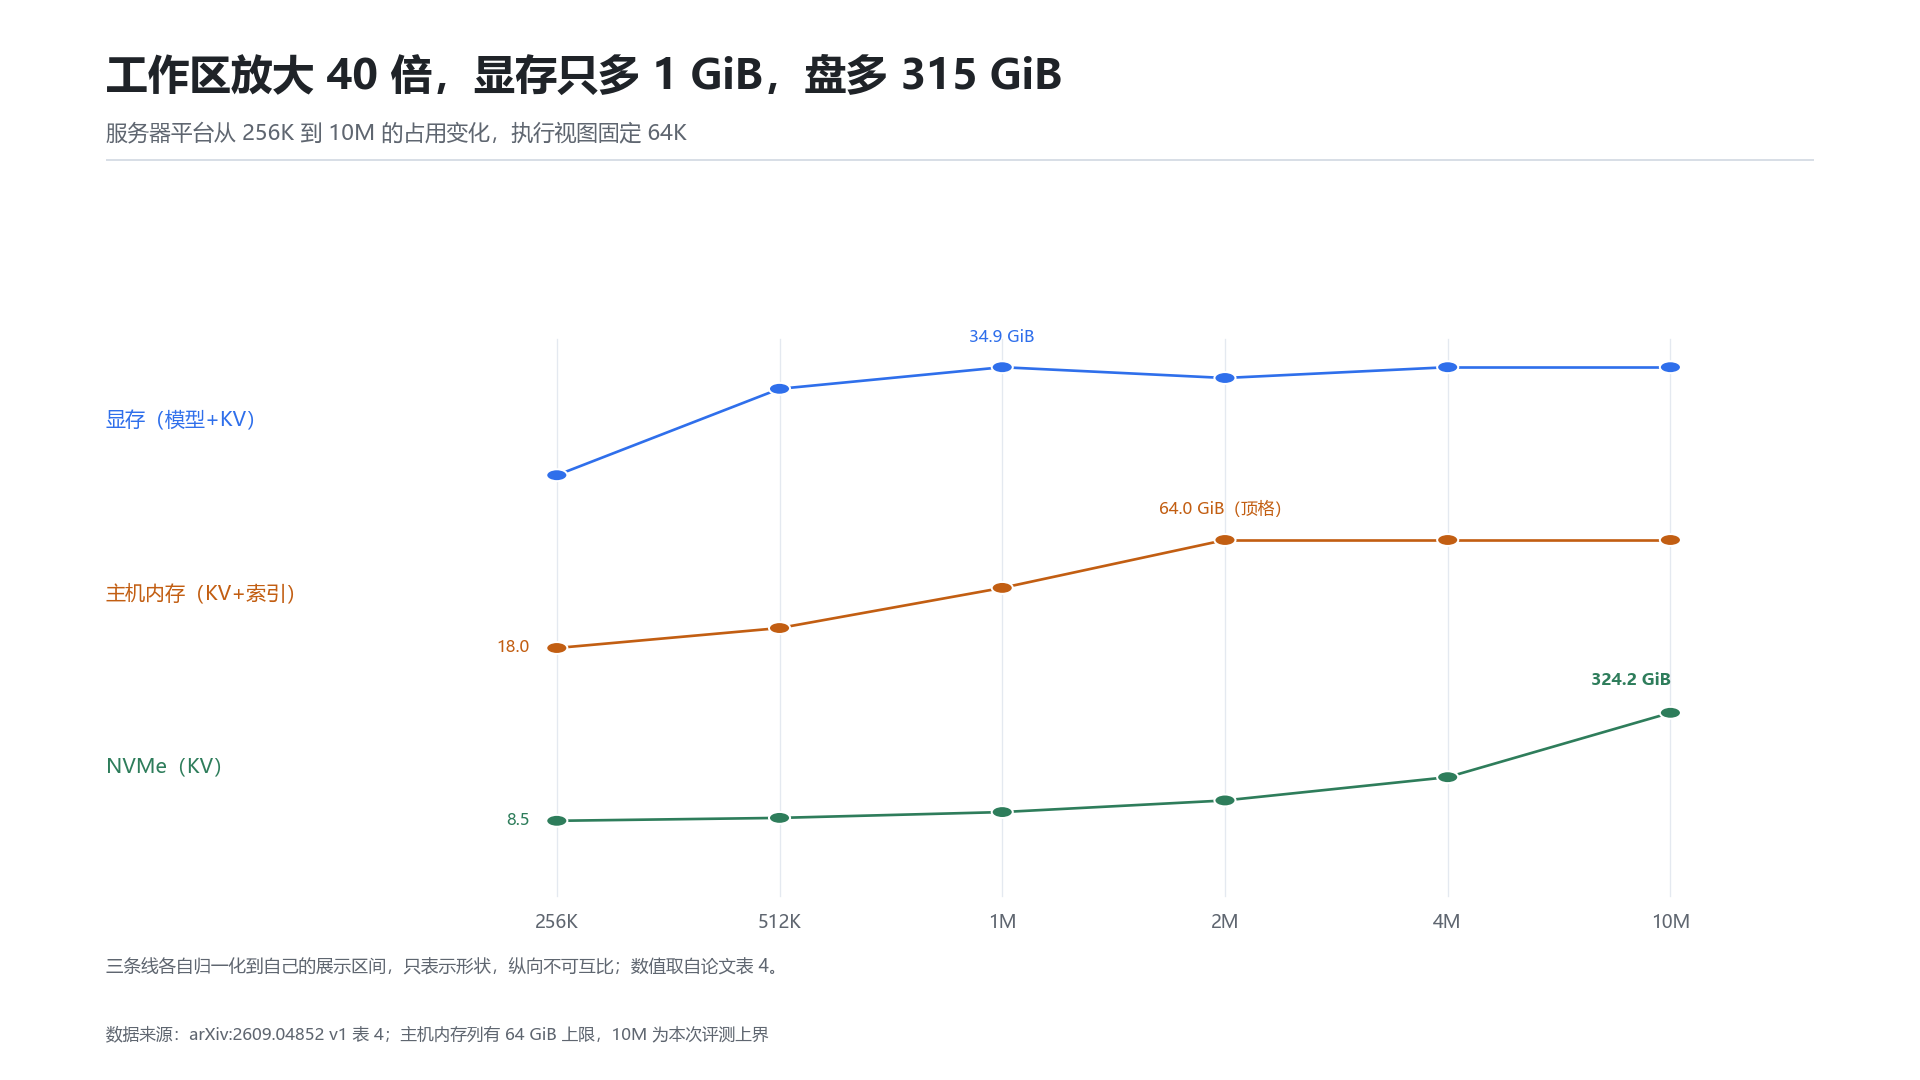 工作区放大 40 倍，显存只多 1 GiB，盘多 315 GiB
服务器平台从 256K 到 10M 的占用变化，执行视图固定 64K
34.9 GiB
显存（模型+KV）
64.0 GiB（顶格）
主机内存（KV+索引）
18.0
324.2 GiB
NVMe（KV）
8.5
256K
512K
1M
2M
4M
10M
三条线各自归一化到自己的展示区间，只表示形状，纵向不可互比；数值取自论文表 4。
数据来源：arXiv:2609.04852 v1 表 4；主机内存列有 64 GiB 上限，10M 为本次评测上界